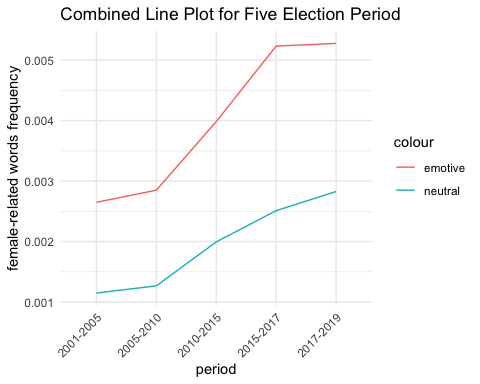 Combined Line Plot for Five Election Period
female-related words frequency
0.005
0.004
0.003
0.002
0.001
2001-2005
2005-2010
2010-2015
2015-2017
2017-2019
period
colour
emotive
neutral